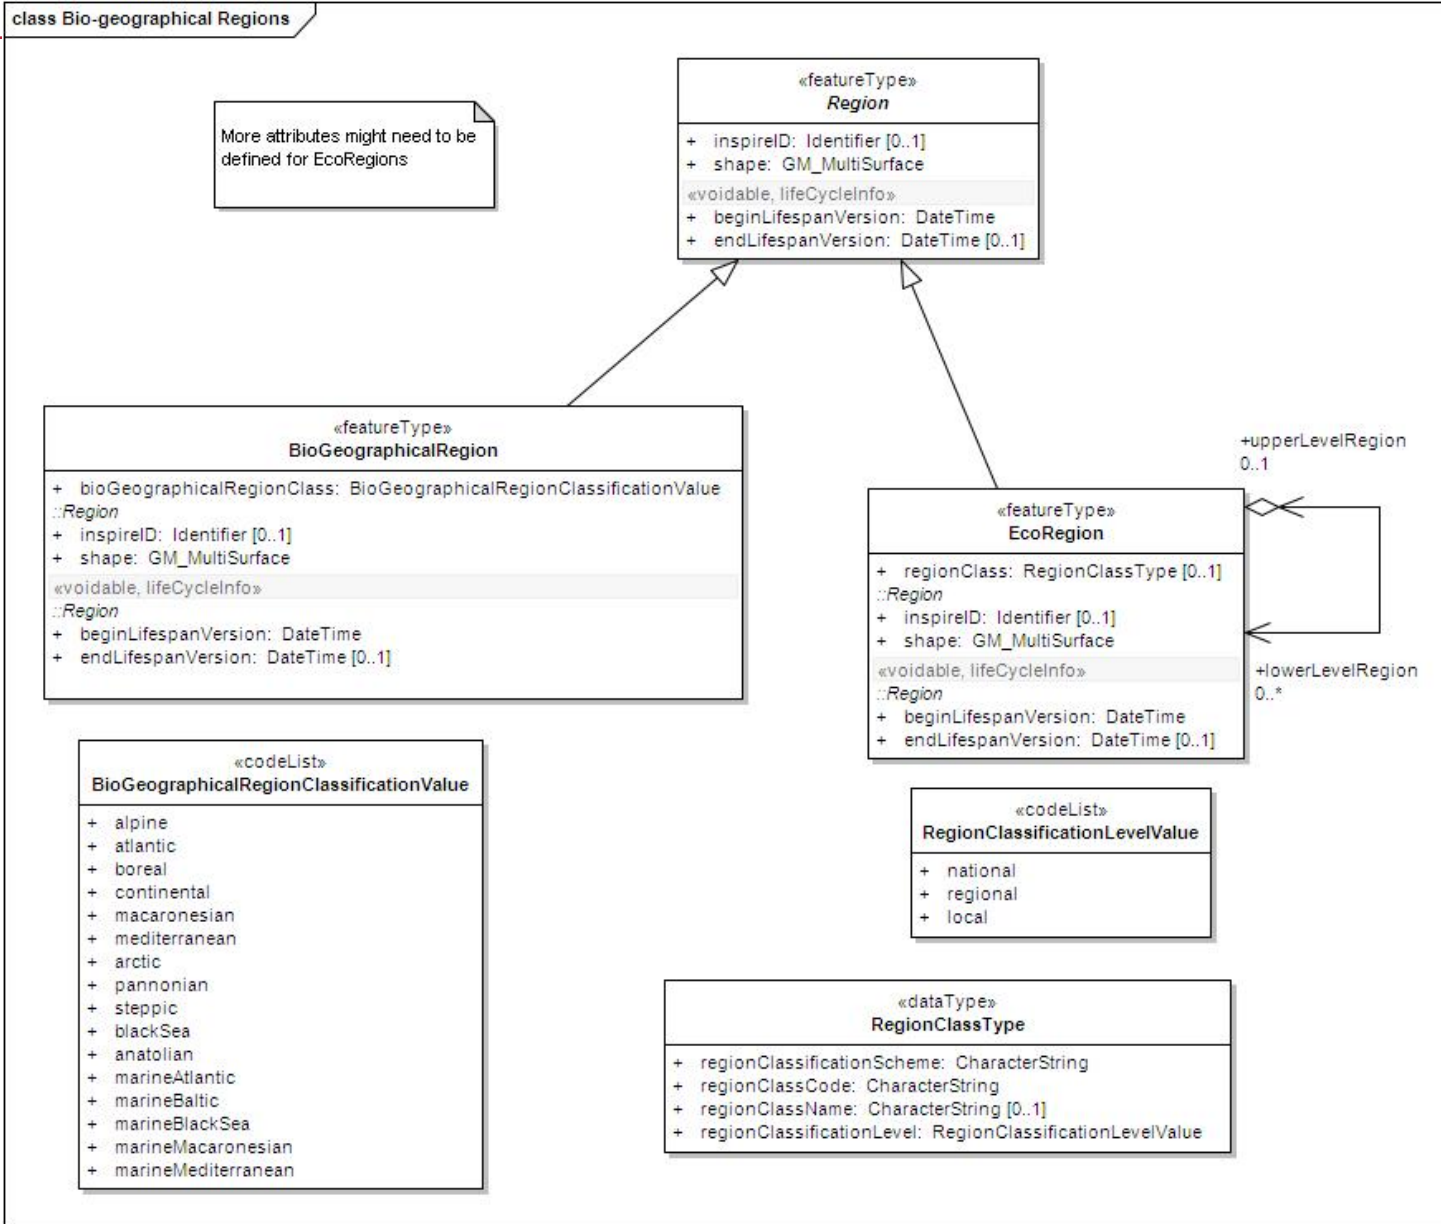 class Bio-geographical Regions
More attributes might need to be
defined for EcoRegions
«featureType»
Region
+ inspireID: Identifier [0..1]
+ shape: GM_MultiSurface
«voidable, lifeCycleInfo»
+ beginLifespanVersion: DateTime
+ endLifespanVersion: DateTime [0..1]
«featureType»
BioGeographicalRegion
+ bioGeographicalRegionClass: BioGeographicalRegionClassificationValue
::Region
+ inspireID: Identifier [0..1]
+ shape: GM_MultiSurface
«voidable, lifeCycleInfo»
::Region
+ beginLifespanVersion: DateTime
+ endLifespanVersion: DateTime [0..1]
+upperLevelRegion
0..1
«featureType»
EcoRegion
+ regionClass: RegionClassType [0..1]
::Region
+ inspireID: Identifier [0..1]
+ shape: GM_MultiSurface
«voidable, lifeCycleInfo»
::Region
+ beginLifespanVersion: DateTime
+ endLifespanVersion: DateTime [0..1]
+lowerLevelRegion
0..*
«codeList»
BioGeographicalRegionClassificationValue
+ alpine
+ atlantic
+ boreal
+ continental
+ macaronesian
+ mediterranean
+ arctic
+ pannonian
+ steppic
+ blackSea
+ anatolian
+ marineAtlantic
+ marineBaltic
+ marineBlackSea
+ marineMacaronesian
+ marineMediterranean
«codeList»
RegionClassificationLevelValue
+ national
+ regional
+ local
«dataType»
RegionClassType
+ regionClassificationScheme: CharacterString
+ regionClassCode: CharacterString
+ regionClassName: CharacterString [0..1]
+ regionClassificationLevel: RegionClassificationLevelValue